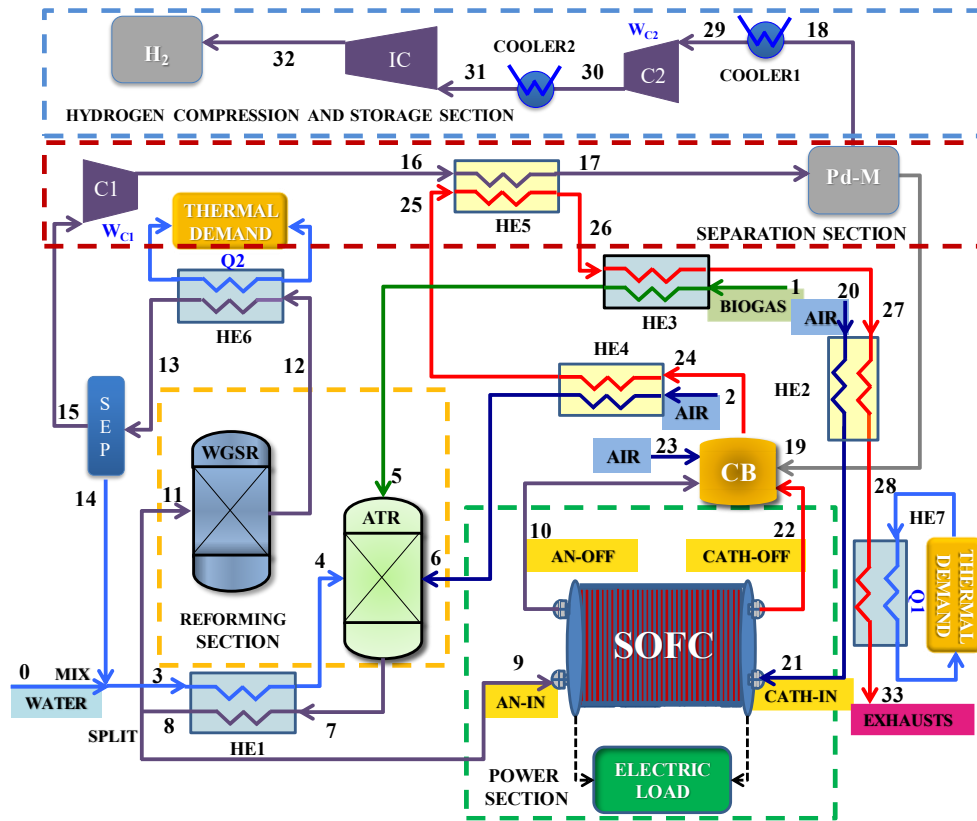 29
18
W_C2
COOLER2
H₂
IC
C2
32
31
30
COOLER1
HYDROGEN COMPRESSION AND STORAGE SECTION
16
17
C1
Pd-M
25
THERMAL
DEMAND
HE5
26
W_C1
SEPARATION SECTION
Q2
1
20
BIOGAS
AIR
27
HE6
HE3
13
12
HE4
24
HE2
2
AIR
15
S
E
P
WGSR
23
AIR
CB
19
5
11
ATR
14
28
HE7
10
22
AN-OFF
CATH-OFF
4
6
THERMAL
DEMAND
Q1
REFORMING
SECTION
SOFC
0
MIX
3
9
21
WATER
AN-IN
CATH-IN
33
8
7
EXHAUSTS
SPLIT
HE1
POWER
SECTION
ELECTRIC
LOAD